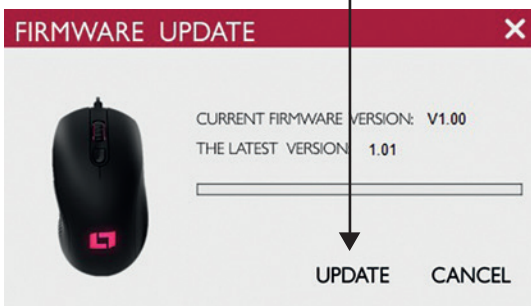 FIRMWARE UPDATE
CURRENT FIRMWARE VERSION: V1.00
THE LATEST VERSION: 1.01
UPDATE CANCEL